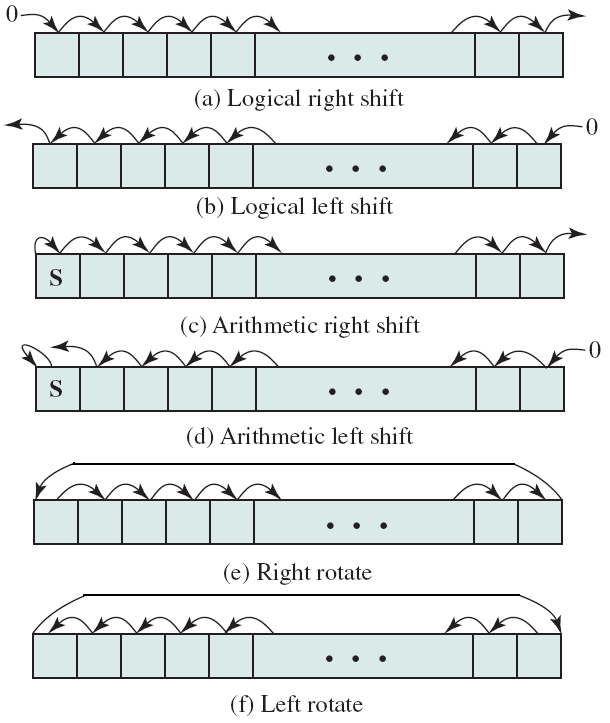 0
• • •
(a) Logical right shift
0
• • •
(b) Logical left shift
S
• • •
(c) Arithmetic right shift
0
S
• • •
(d) Arithmetic left shift
• • •
(e) Right rotate
• • •
(f) Left rotate